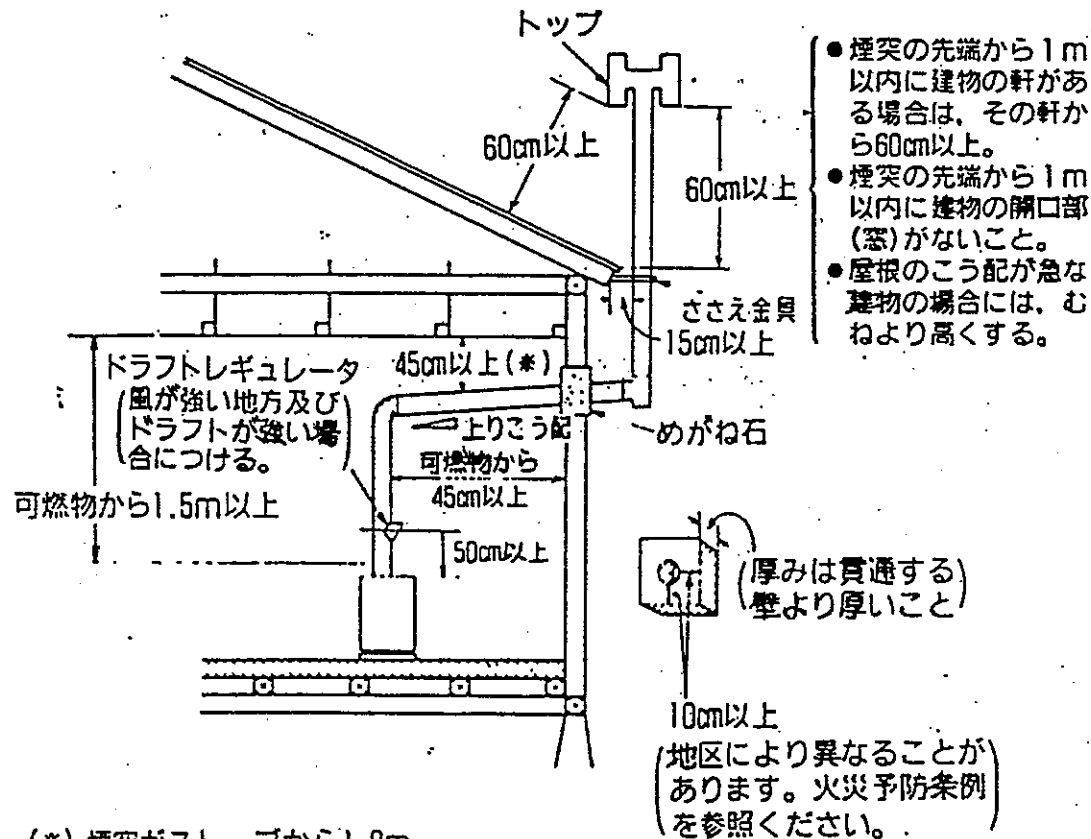 トップ
●煙突の先端から1m
以内に建物の軒があ
る場合は、その軒か
ら60cm以上。
●煙突の先端から1m
以内に建物の開口部
(窓)がないこと。
●屋根のこう配が急な
建物の場合には、む
ねより高くする。
60cm以上
60cm以上
ささえ金具
15cm以上
45cm以上(*)
ドラフトレギュレータ
(風が強い地方及び
ドラフトが強い場
合につける。)
上りこう配
めがね石
可燃物から
45cm以上
可燃物から1.5m以上
50cm以上
(厚みは貫通する
壁より厚いこと)
10cm以上
(地区により異なることが
あります。火災予防条例
を参照ください。)
(*)煙突がストーブから1.8m